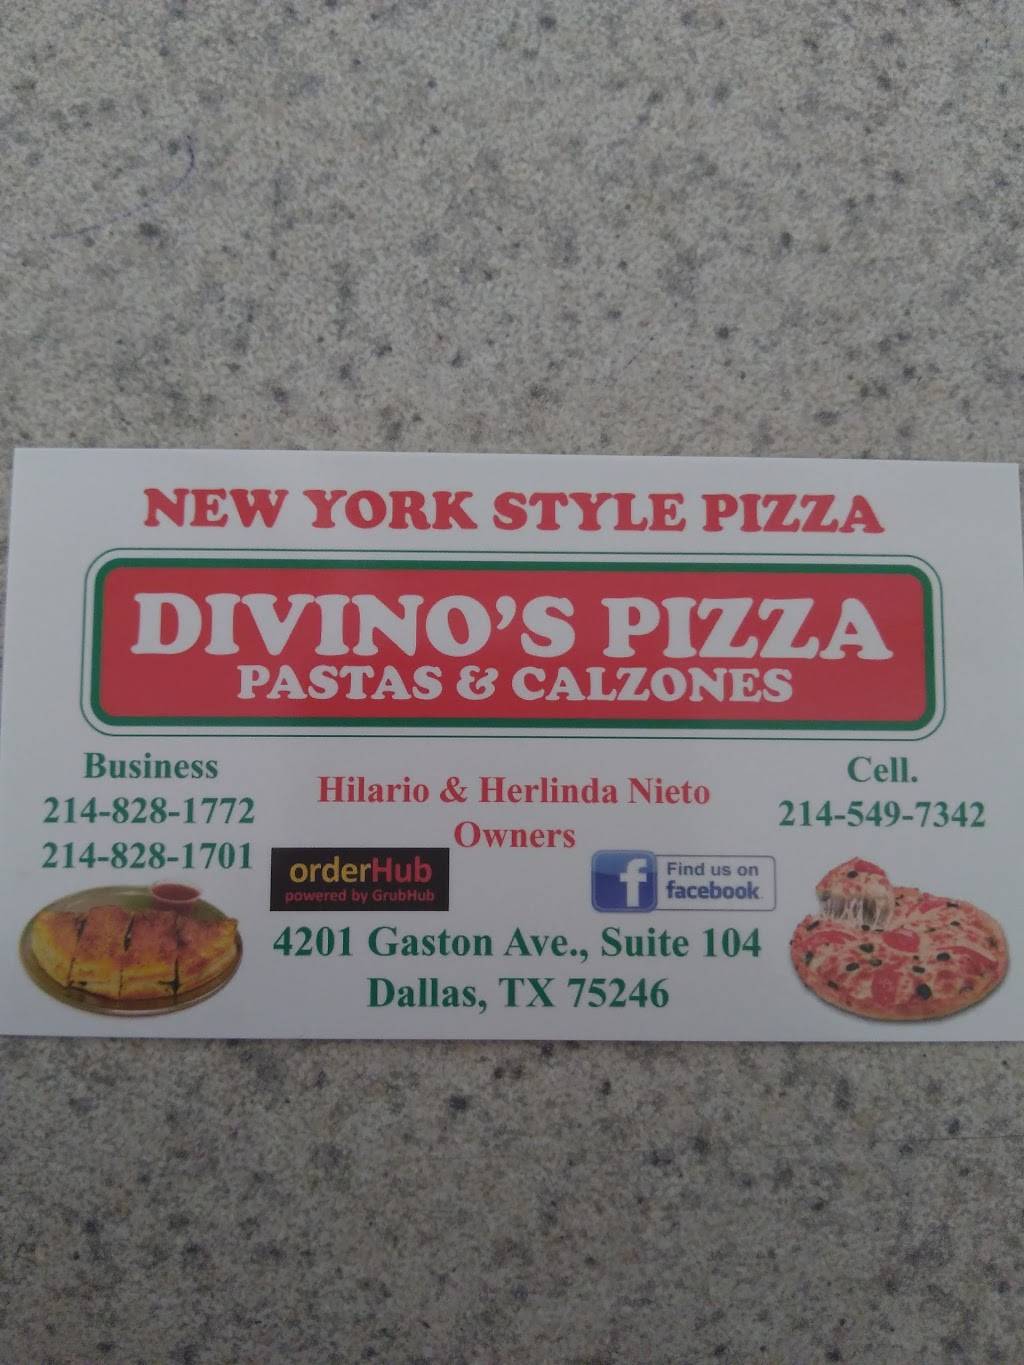 NEW YORK STYLE PIZZA
DIVINO'S PIZZA
PASTAS & CALZONES
Business
214-828-1772
214-828-1701
Hilario & Herlinda Nieto
Owners
Cell.
214-549-7342
orderHub
powered by GrubHub
f Find us on
facebook
4201 Gaston Ave., Suite 104
Dallas, TX 75246